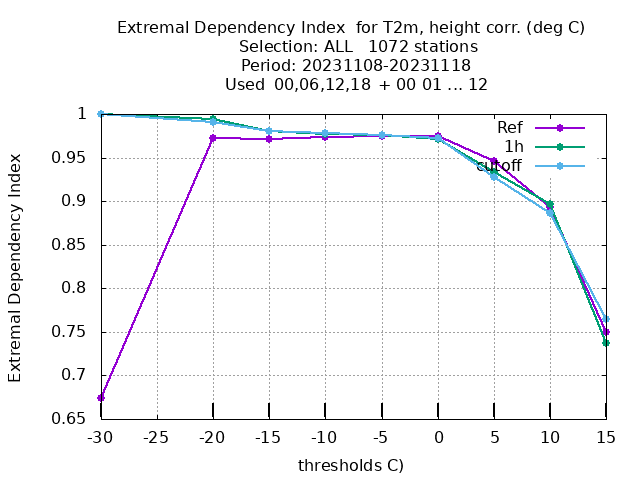 Extremal Dependency Index  for T2m, height corr. (deg C)
Selection: ALL   1072 stations
Period: 20231108-20231118
Used  00,06,12,18  + 00 01 ... 12
Extremal Dependency Index
1
0.95
0.9
0.85
0.8
0.75
0.7
0.65
Ref
1h
cutoff
-30 -25 -20 -15 -10 -5 0 5 10 15
thresholds C)